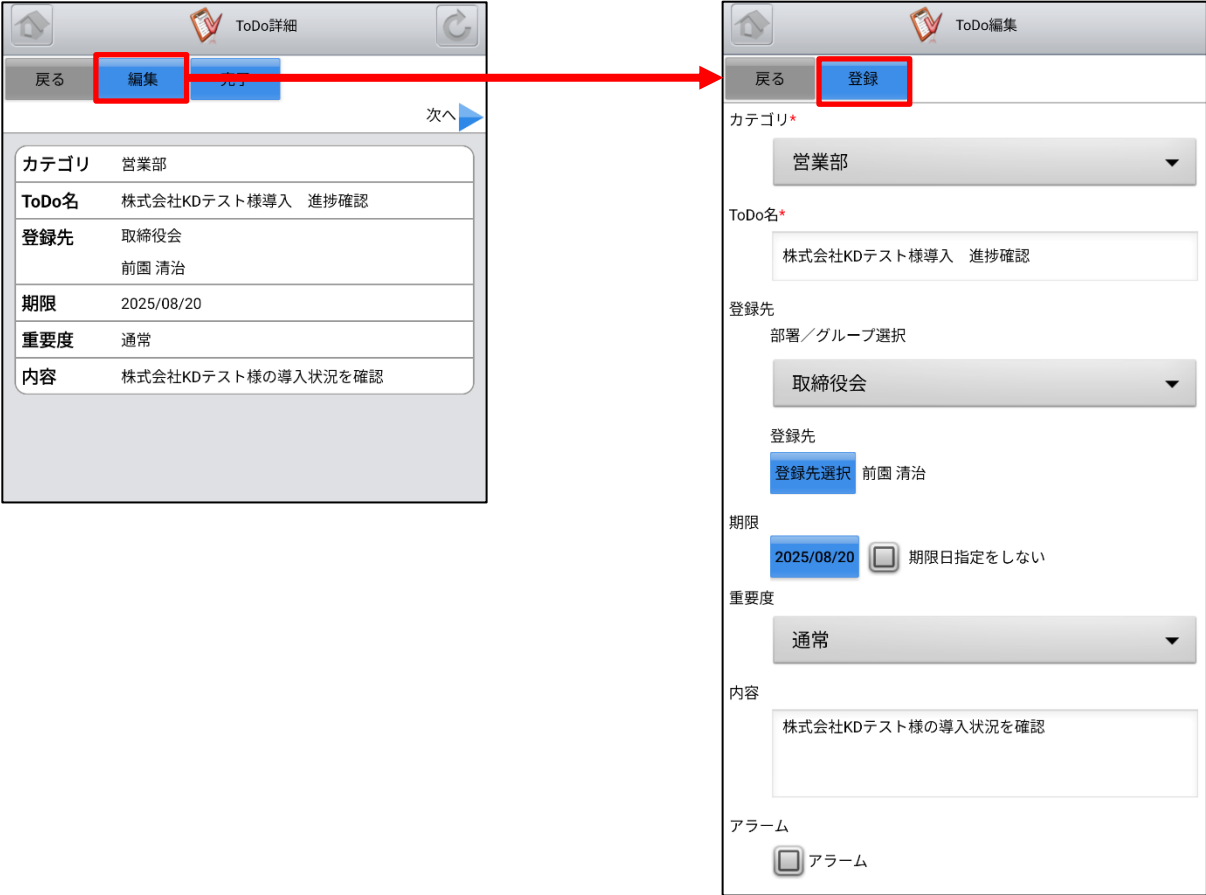 ToDo詳細
戻る 編集 完了
次へ
カテゴリ 営業部
ToDo名 株式会社KDテスト様導入　進捗確認
登録先 取締役会
前園 清治
期限 2025/08/20
重要度 通常
内容 株式会社KDテスト様の導入状況を確認
ToDo編集
戻る 登録
カテゴリ*
営業部
ToDo名*
株式会社KDテスト様導入　進捗確認
登録先
部署／グループ選択
取締役会
登録先
登録先選択 前園 清治
期限
2025/08/20 期限日指定をしない
重要度
通常
内容
株式会社KDテスト様の導入状況を確認
アラーム
アラーム